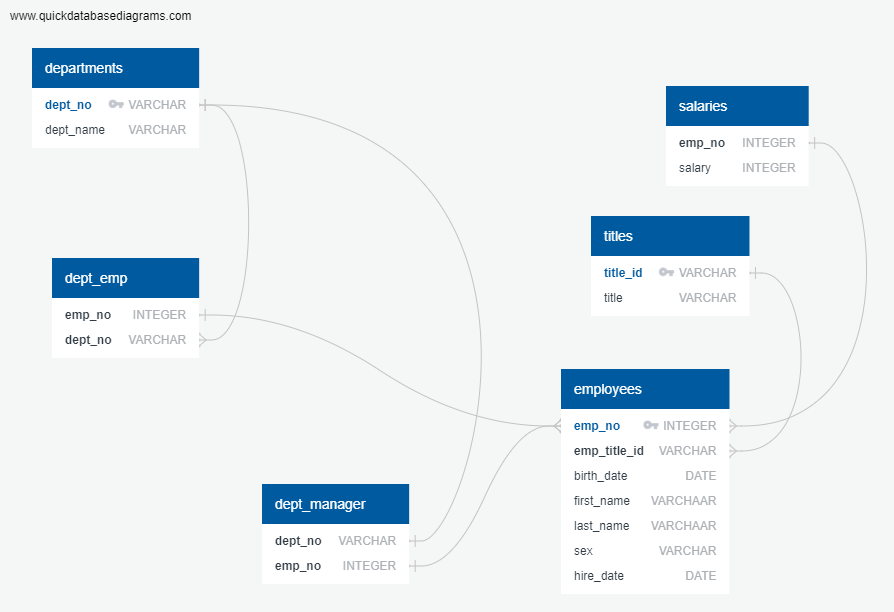 www.quickdatabasediagrams.com
departments
dept_no VARCHAR
dept_name VARCHAR
salaries
emp_no INTEGER
salary INTEGER
titles
title_id VARCHAR
title VARCHAR
dept_emp
emp_no INTEGER
dept_no VARCHAR
employees
emp_no INTEGER
emp_title_id VARCHAR
birth_date DATE
first_name VARCHAAR
last_name VARCHAAR
sex VARCHAR
hire_date DATE
dept_manager
dept_no VARCHAR
emp_no INTEGER